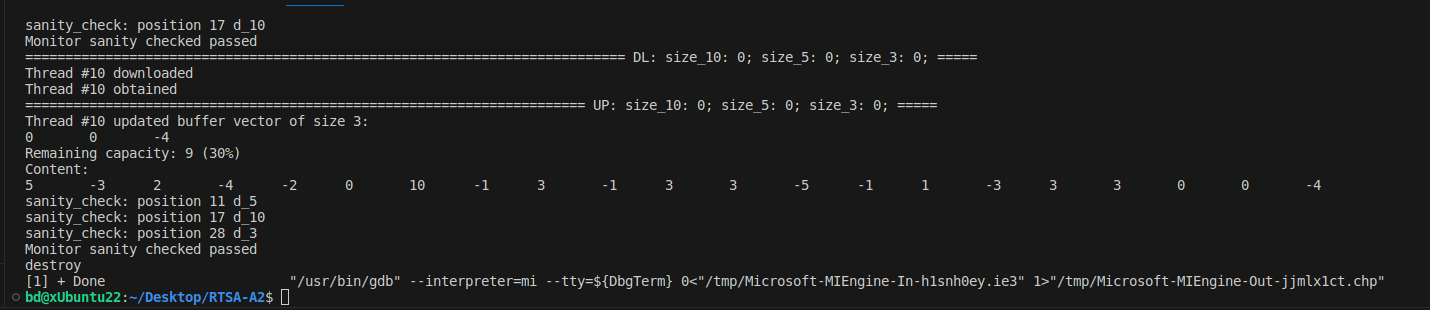 sanity_check: position 17 d_10
Monitor sanity checked passed
=========================================================================== DL: size_10: 0; size_5: 0; size_3: 0; =====
Thread #10 downloaded
Thread #10 obtained
====================================================================== UP: size_10: 0; size_5: 0; size_3: 0; =====
Thread #10 updated buffer vector of size 3:
0       0       -4
Remaining capacity: 9 (30%)
Content:
5       -3      2       -4      -2      0       10      -1      3       -1      3       3       -5      -1      1       -3      3       3       0       0       -4
sanity_check: position 11 d_5
sanity_check: position 17 d_10
sanity_check: position 28 d_3
Monitor sanity checked passed
destroy
[1] + Done                       "/usr/bin/gdb" --interpreter=mi --tty=${DbgTerm} 0<"/tmp/Microsoft-MIEngine-In-h1snh0ey.ie3" 1>"/tmp/Microsoft-MIEngine-Out-jjmlx1ct.chp"
bd@xUbuntu22:~/Desktop/RTSA-A2$